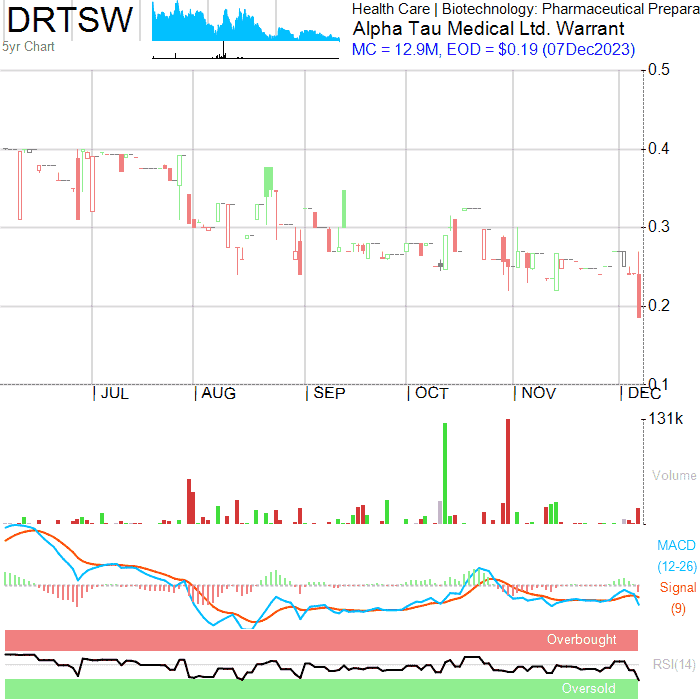 DRTSW
5yr Chart
Health Care | Biotechnology: Pharmaceutical Prepara
Alpha Tau Medical Ltd. Warrant
MC = 12.9M, EOD = $0.19 (07Dec2023)
0.5
0.4
0.3
0.2
0.1
JUL
AUG
SEP
OCT
NOV
DEC
131k
Volume
MACD
(12-26)
Signal
(9)
Overbought
RSI(14)
Oversold